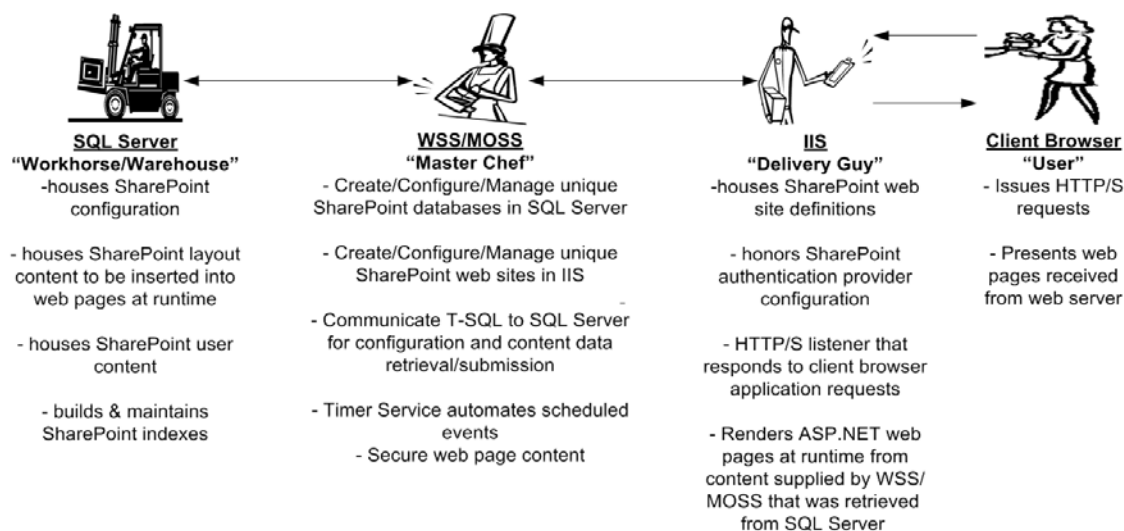 SQL Server
"Workhorse/Warehouse"
-houses SharePoint
configuration
- houses SharePoint layout
content to be inserted into
web pages at runtime
- houses SharePoint user
content
- builds & maintains
SharePoint indexes
WSS/MOSS
"Master Chef"
- Create/Configure/Manage unique
SharePoint databases in SQL Server
- Create/Configure/Manage unique
SharePoint web sites in IIS
- Communicate T-SQL to SQL Server
for configuration and content data
retrieval/submission
- Timer Service automates scheduled
events
- Secure web page content
IIS
"Delivery Guy"
-houses SharePoint web
site definitions
- honors SharePoint
authentication provider
configuration
- HTTP/S listener that
responds to client browser
application requests
- Renders ASP.NET web
pages at runtime from
content supplied by WSS/
MOSS that was retrieved
from SQL Server
Client Browser
"User"
- Issues HTTP/S
requests
- Presents web
pages received
from web server